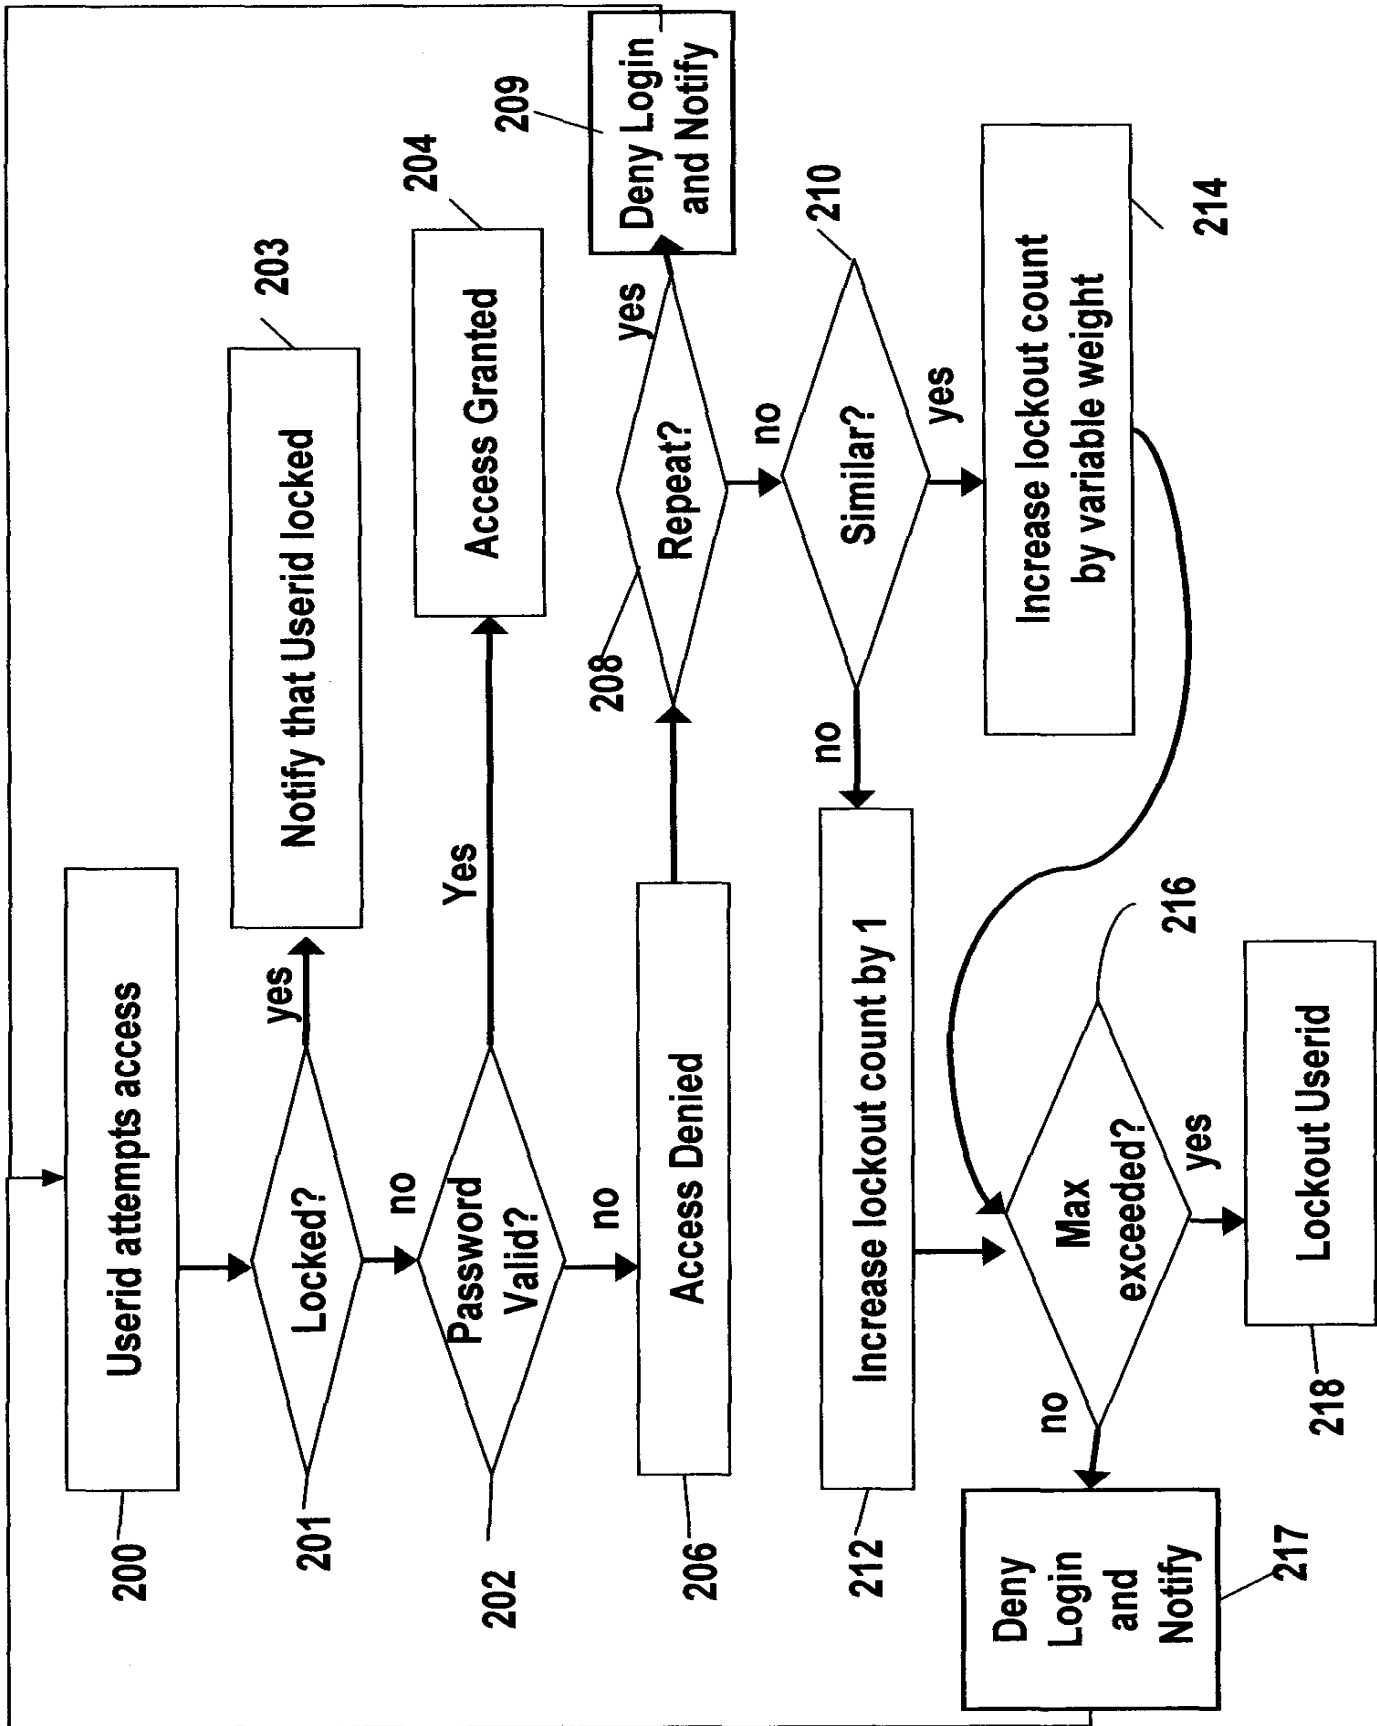 Userid attempts access
200
Locked?
201
yes
Notify that Userid locked
203
no
Password
Valid?
202
Yes
Access Granted
204
no
Access Denied
206
Repeat?
208
yes
Deny Login
and Notify
209
no
Similar?
210
no
Increase lockout count by 1
212
yes
Increase lockout count
by variable weight
214
Max
exceeded?
216
no
Deny
Login
and
Notify
217
yes
Lockout Userid
218